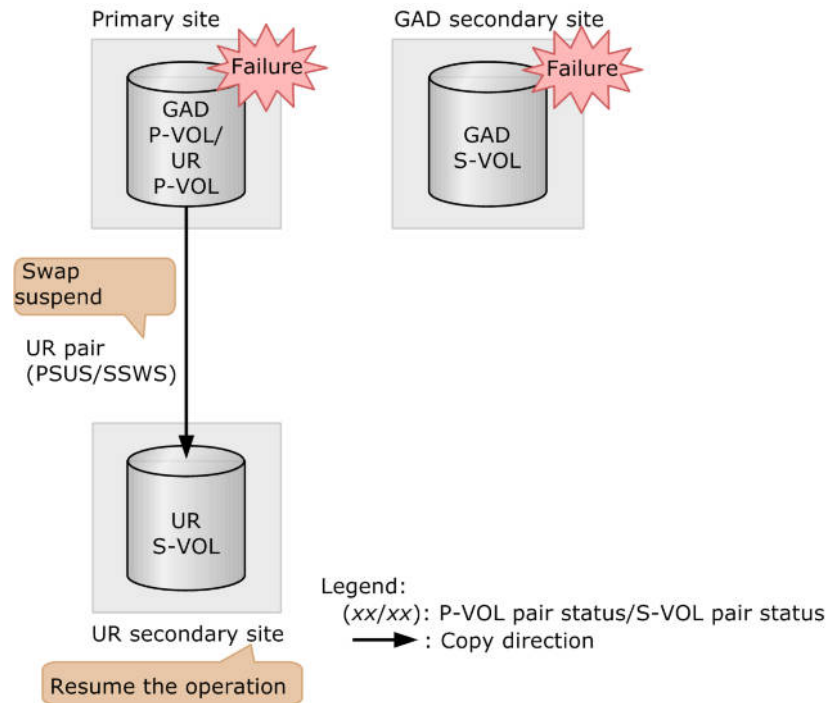 Primary site
GAD secondary site
Failure
Failure
GAD
P-VOL/
UR
P-VOL
GAD
S-VOL
Swap
suspend
UR pair
(PSUS/SSWS)
UR
S-VOL
Legend:
(xx/xx): P-VOL pair status/S-VOL pair status
: Copy direction
UR secondary site
Resume the operation